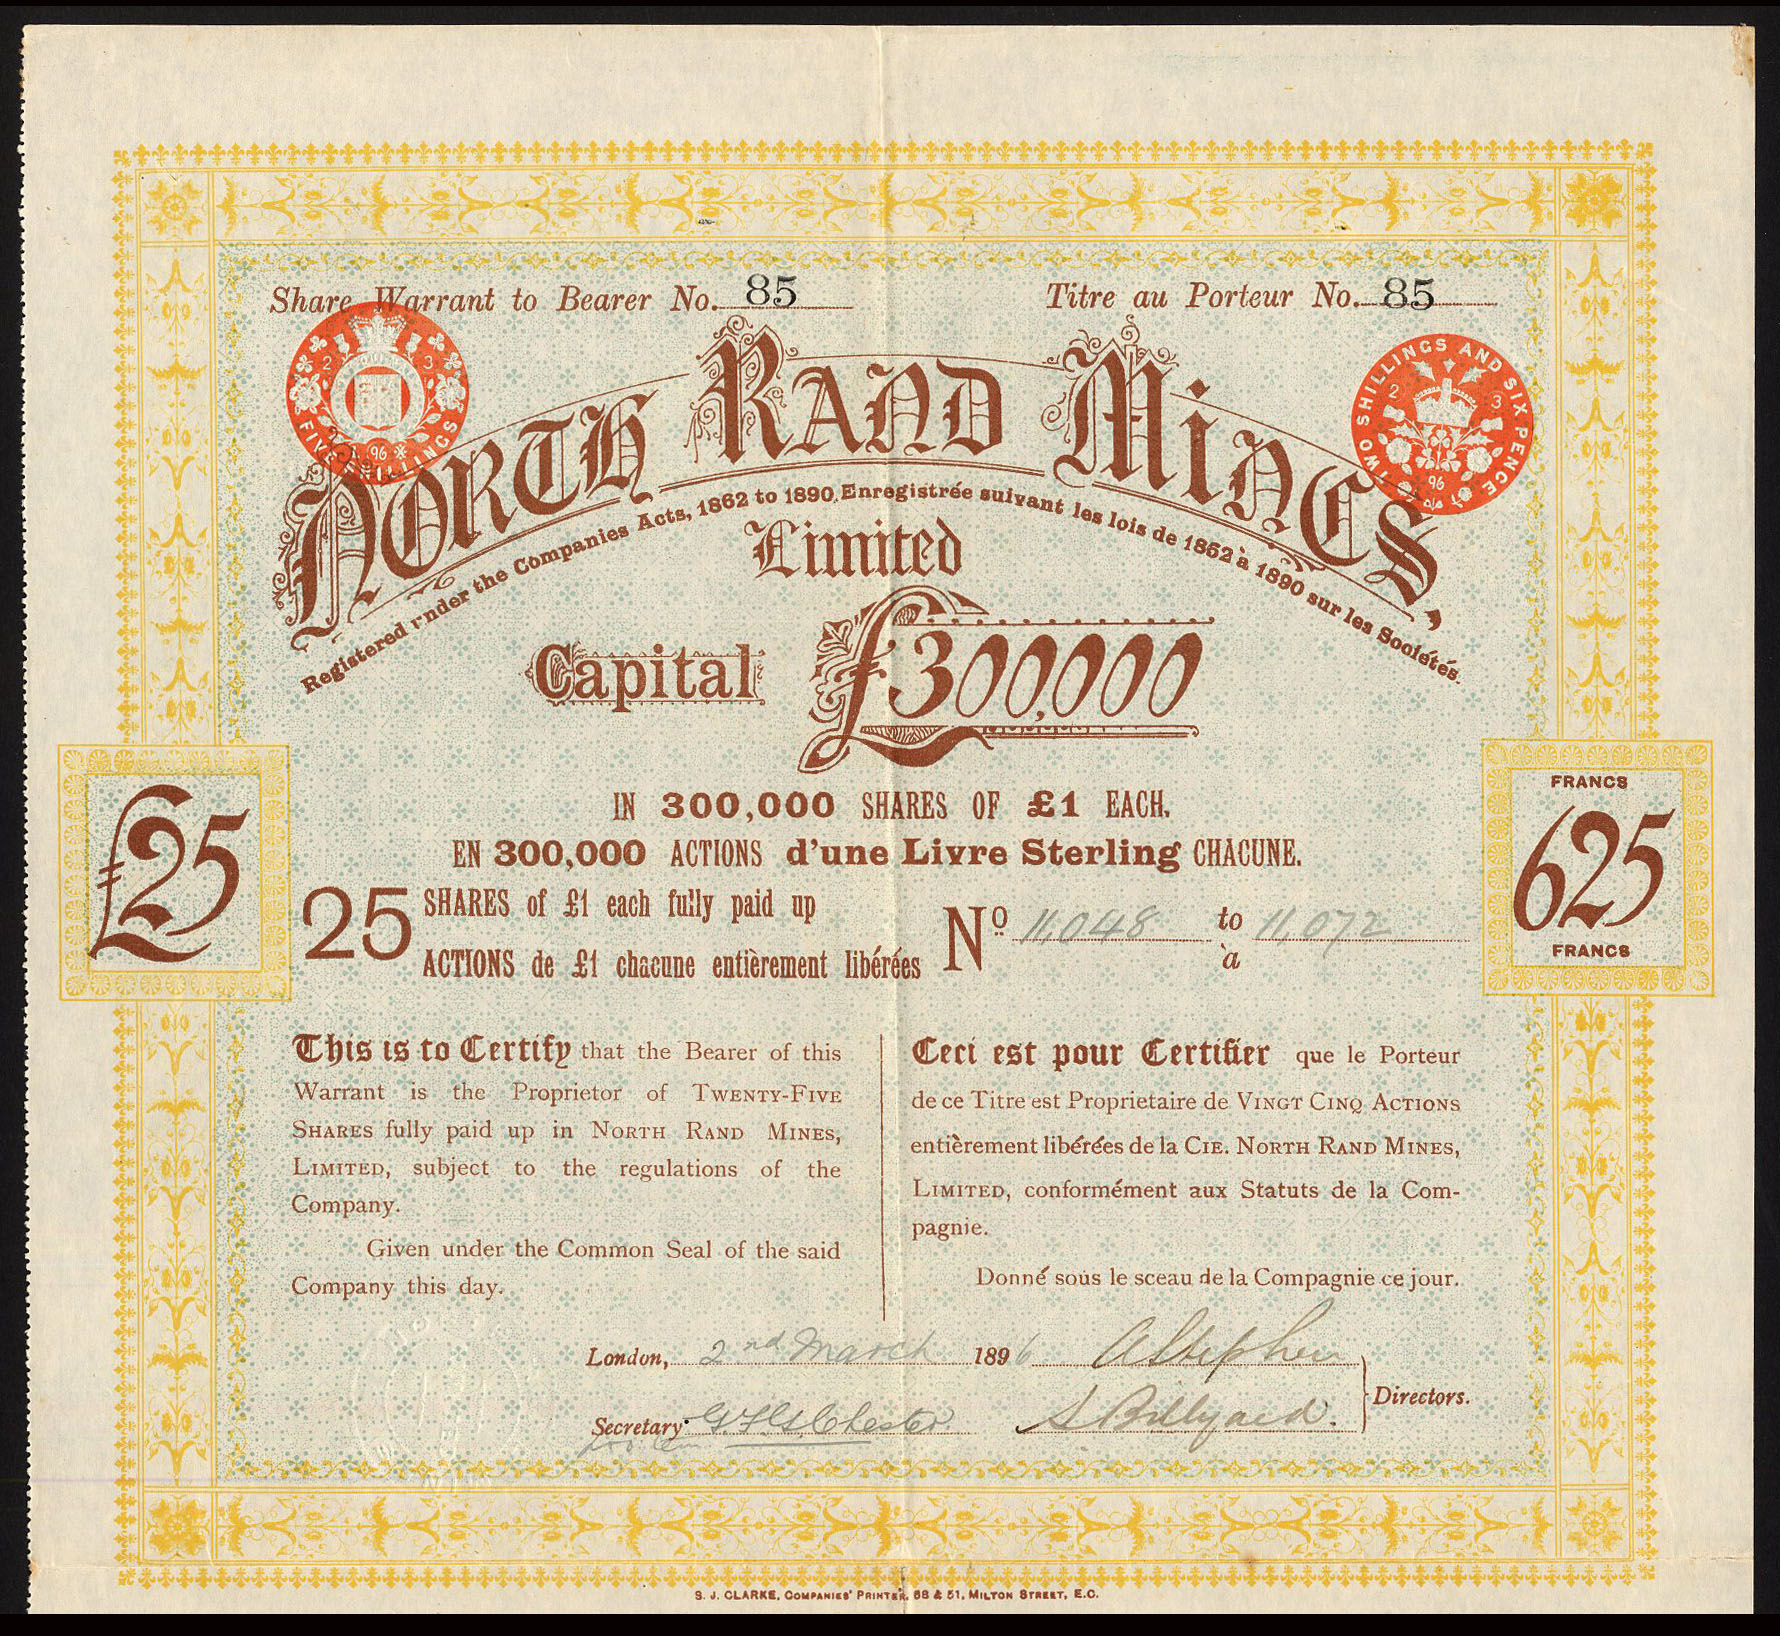 Share Warrant to Bearer No. 85
Titre au Porteur No. 85
FIVE SHILLINGS
2 3
96
TWO SHILLINGS AND SIX PENCE
2 3
96
NORTH RAND MINES,
Registered under the Companies Acts, 1862 to 1890. Enregistrée suivant les lois de 1862 à 1890 sur les Sociétés.
Limited
Capital £300,000
IN 300,000 SHARES OF £1 EACH.
EN 300,000 ACTIONS d'une Livre Sterling CHACUNE.
£25
FRANCS
625
FRANCS
25 SHARES of £1 each fully paid up
ACTIONS de £1 chacune entièrement libérées
No 11,048 to 11,072
à
This is to Certify that the Bearer of this
Warrant is the Proprietor of TWENTY-FIVE
SHARES fully paid up in NORTH RAND MINES,
LIMITED, subject to the regulations of the
Company.
Given under the Common Seal of the said
Company this day.
Ceci est pour Certifier que le Porteur
de ce Titre est Proprietaire de VINGT CINQ ACTIONS
entièrement libérées de la CIE. NORTH RAND MINES,
LIMITED, conformément aux Statuts de la Com-
pagnie.
Donné sous le sceau de la Compagnie ce jour.
London, 2nd March 1896
AStephen
S Billyard.
Directors.
Secretary G.F.G. Chester
S. J. CLARKE, COMPANIES' PRINTER, 68 & 51, MILTON STREET, E.C.